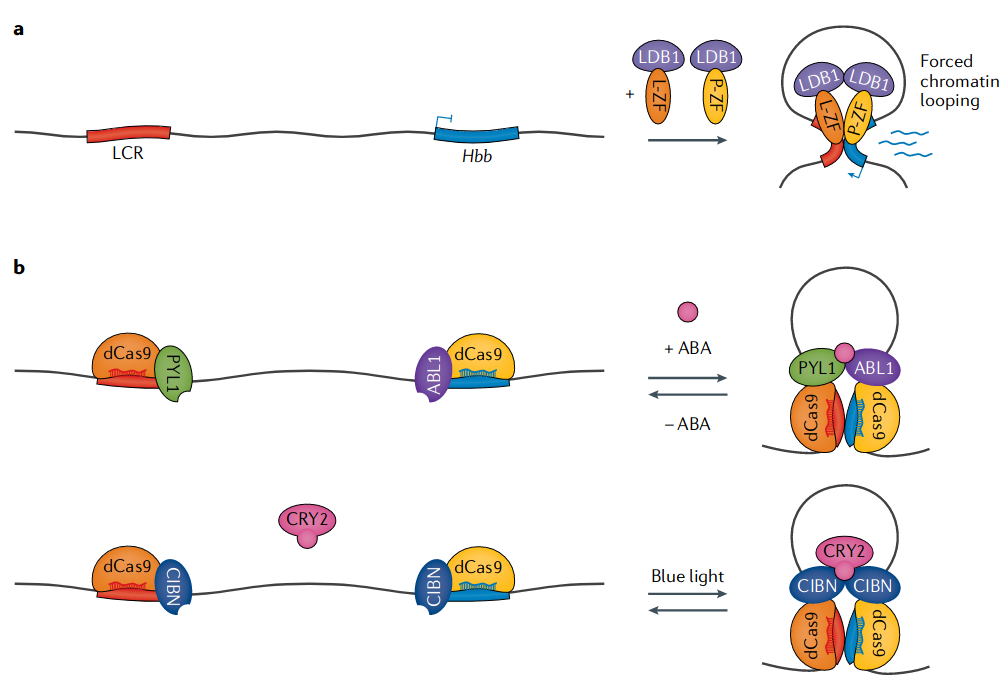 a
LCR
Hbb
+
LDB1
LDB1
L-ZF
P-ZF
LDB1
LDB1
L-ZF
P-ZF
Forced
chromatin
looping
b
dCas9
PYL1
ABL1
dCas9
+ ABA
– ABA
PYL1
ABL1
dCas9
dCas9
dCas9
CIBN
CRY2
CIBN
dCas9
Blue light
CRY2
CIBN
CIBN
dCas9
dCas9